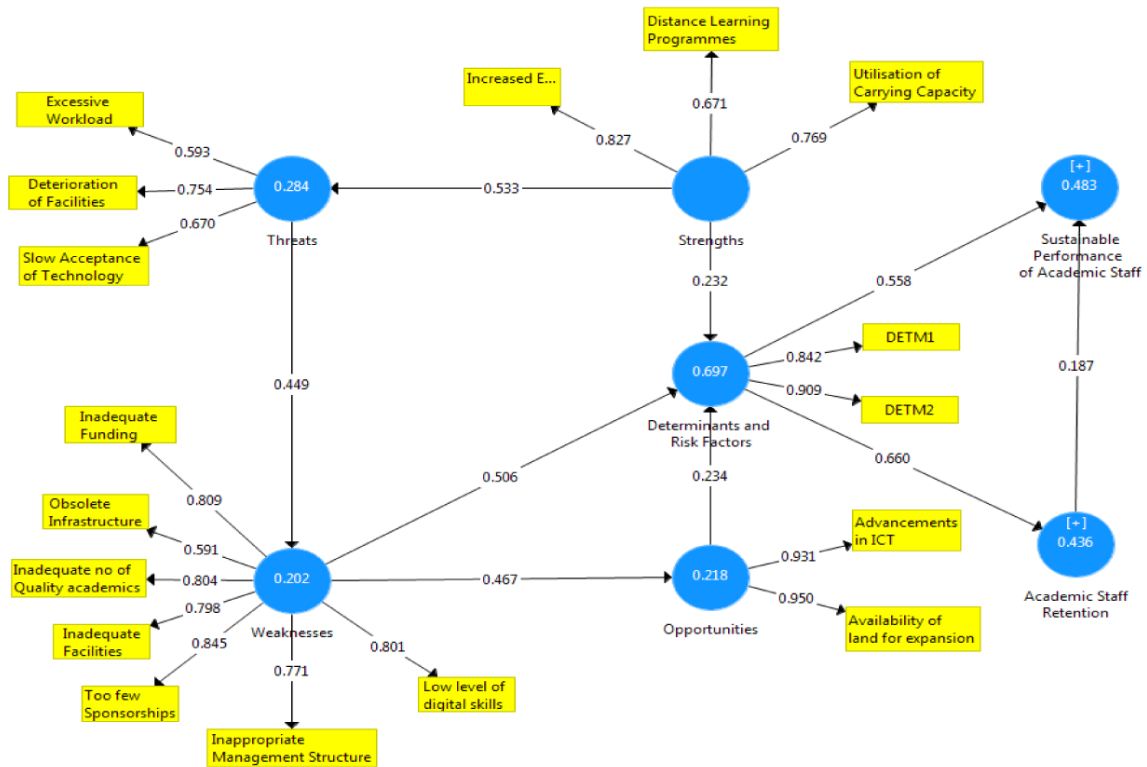 Distance Learning
Programmes
Increased E...
Utilisation of
Carrying Capacity
Excessive
Workload
0.671
0.827
0.769
0.593
[+]
Deterioration
of Facilities
0.754
0.284
0.533
0.483
0.670
Threats
Strengths
Sustainable
Performance
of Academic Staff
Slow Acceptance
of Technology
0.232
0.558
DETM1
0.842
0.187
0.449
0.697
0.909
DETM2
Inadequate
Funding
Determinants and
Risk Factors
0.660
0.506
0.234
0.809
Obsolete
Infrastructure
Advancements
in ICT
[+]
0.436
0.591
0.931
Inadequate no of
Quality academics
0.804
0.202
0.467
0.218
0.950
0.798
Academic Staff
Retention
Inadequate
Facilities
Weaknesses
Opportunities
Availability of
land for expansion
0.845
0.801
0.771
Too few
Sponsorships
Low level of
digital skills
Inappropriate
Management Structure